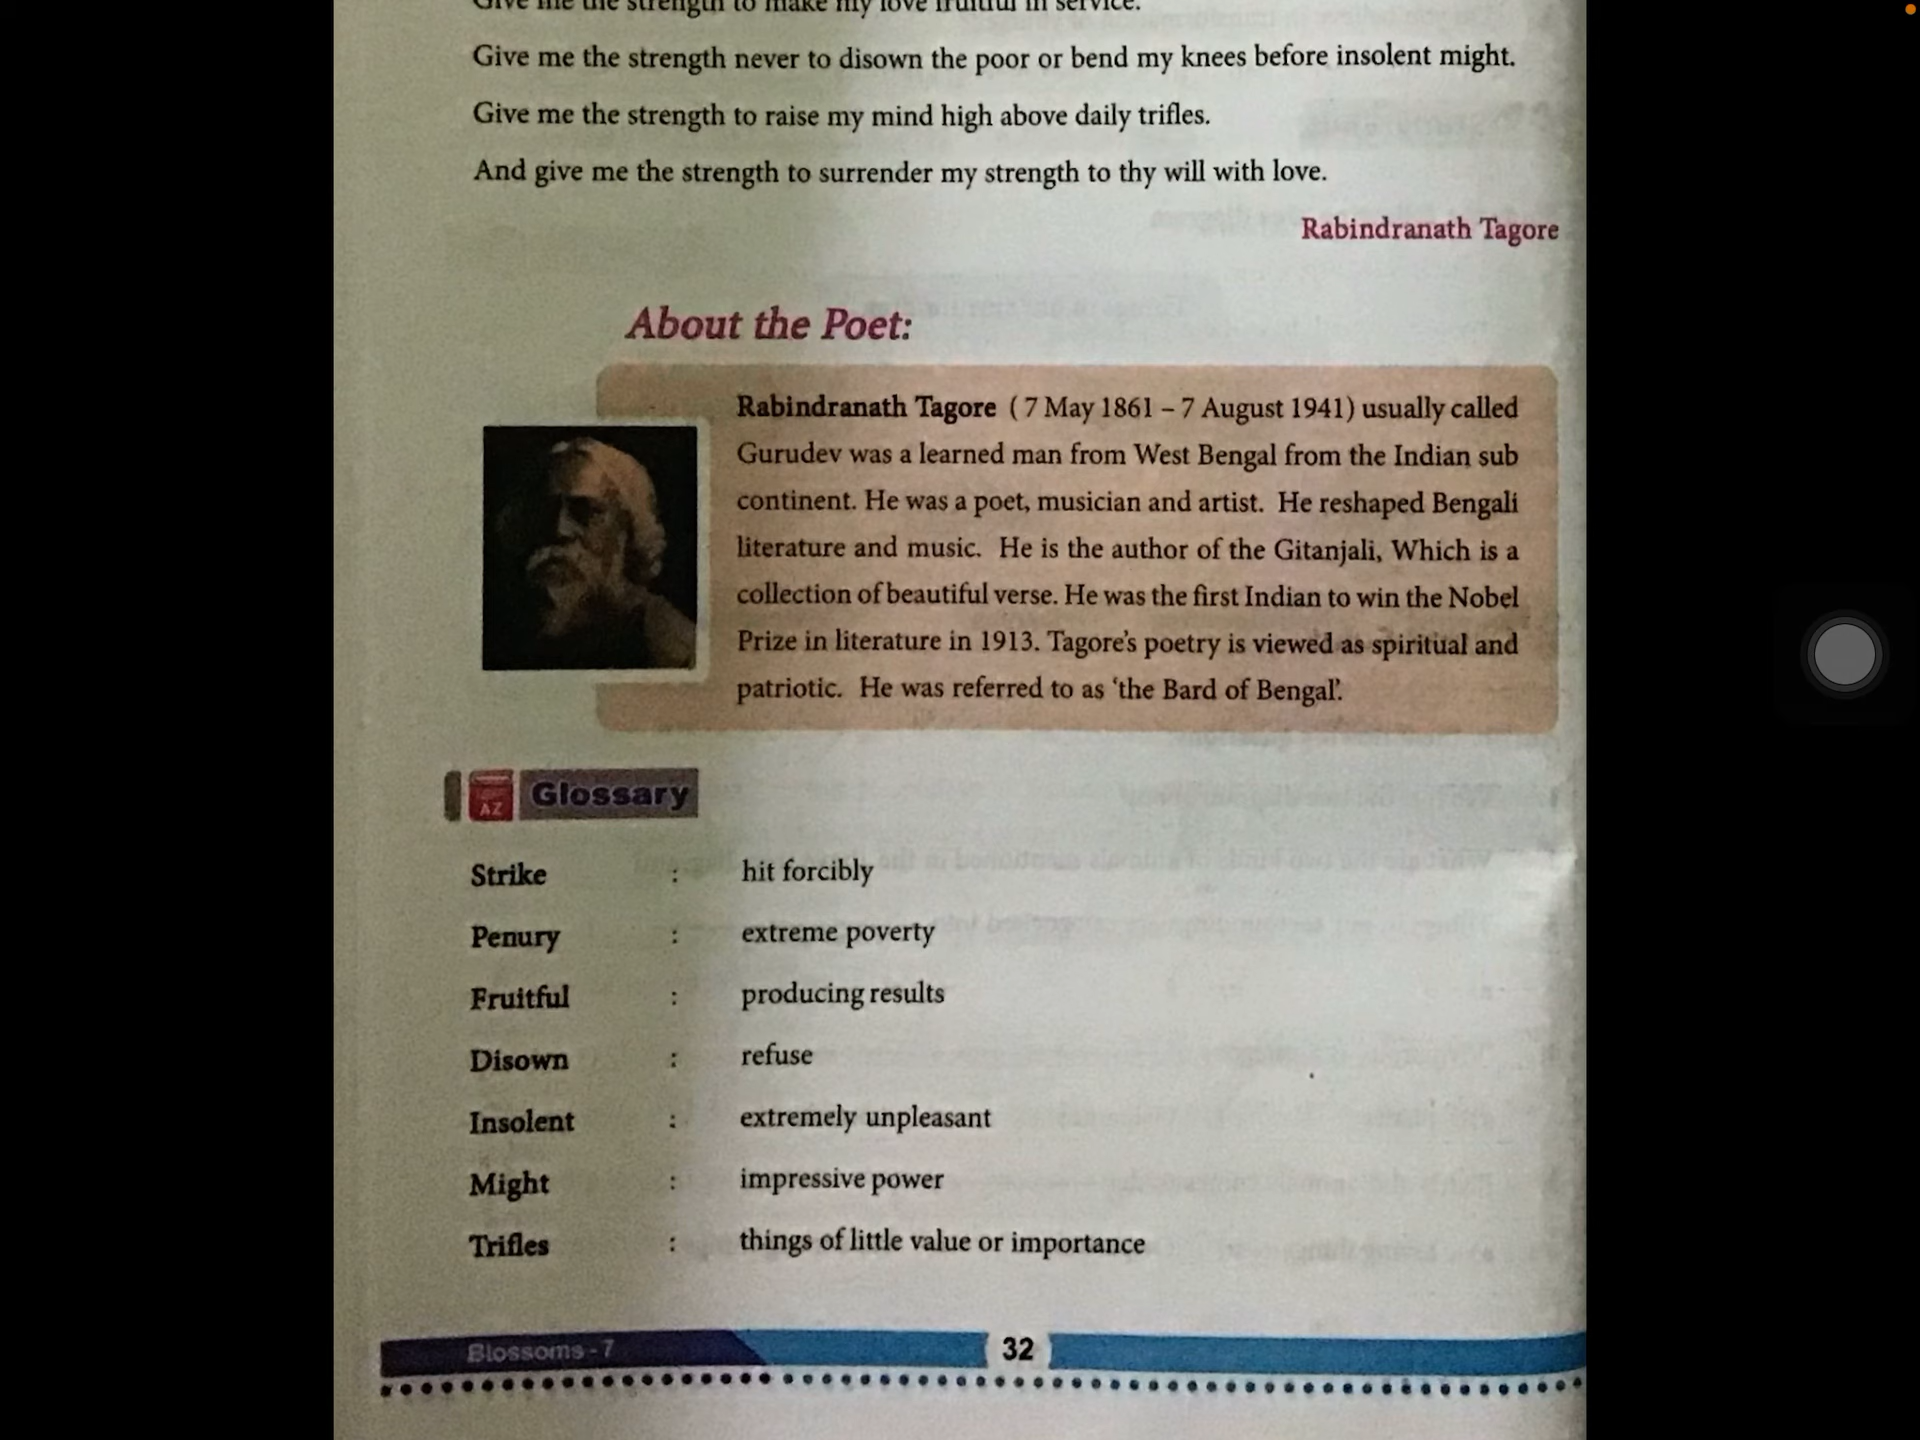 Give me the strength to make my love fruitful in service.
Give me the strength never to disown the poor or bend my knees before insolent might.
Give me the strength to raise my mind high above daily trifles.
And give me the strength to surrender my strength to thy will with love.
Rabindranath Tagore
About the Poet:
Rabindranath Tagore ( 7 May 1861 – 7 August 1941) usually called
Gurudev was a learned man from West Bengal from the Indian sub
continent. He was a poet, musician and artist. He reshaped Bengali
literature and music. He is the author of the Gitanjali, Which is a
collection of beautiful verse. He was the first Indian to win the Nobel
Prize in literature in 1913. Tagore's poetry is viewed as spiritual and
patriotic. He was referred to as 'the Bard of Bengal'.
AZ Glossary
Strike : hit forcibly
Penury : extreme poverty
Fruitful : producing results
Disown : refuse
Insolent : extremely unpleasant
Might : impressive power
Trifles : things of little value or importance
Blossoms - 7 32